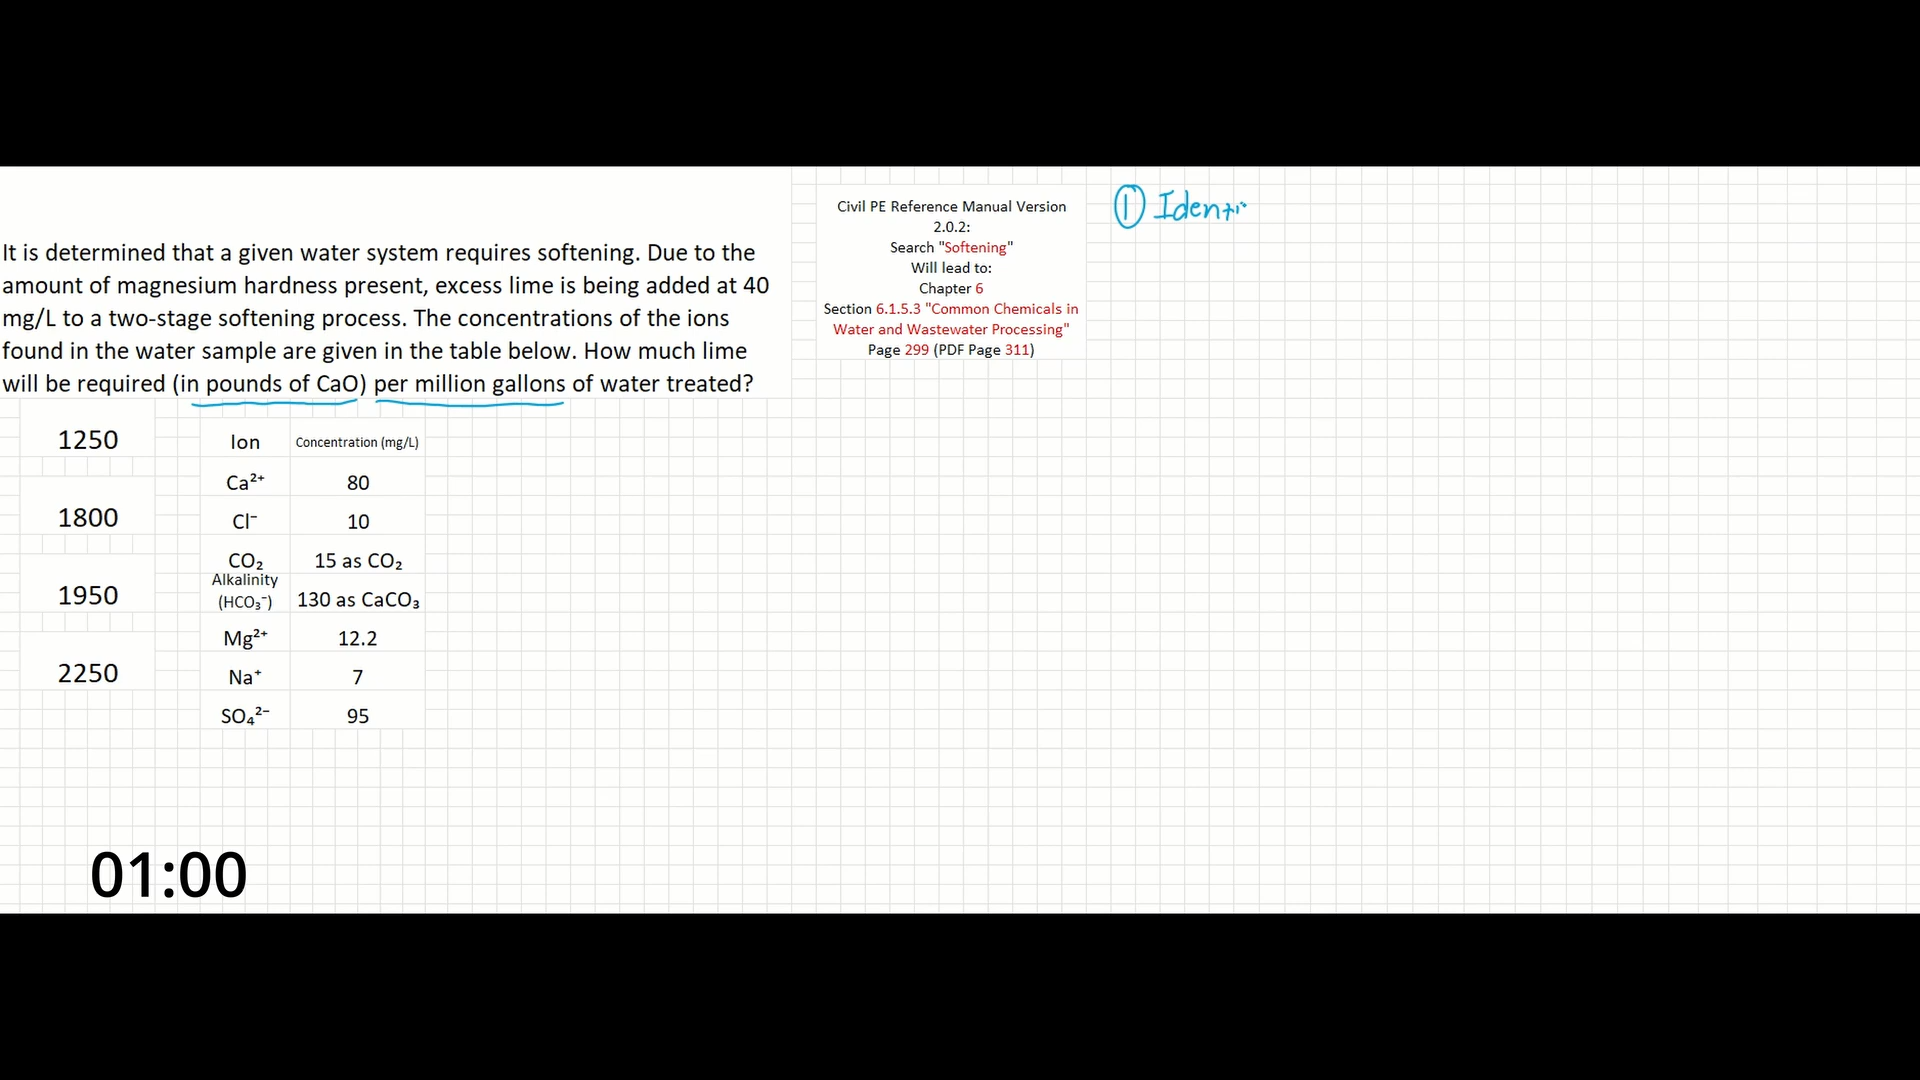 It is determined that a given water system requires softening. Due to the
amount of magnesium hardness present, excess lime is being added at 40
mg/L to a two-stage softening process. The concentrations of the ions
found in the water sample are given in the table below. How much lime
will be required (in pounds of CaO) per million gallons of water treated?
1250
1800
1950
2250
Ion Concentration (mg/L)
Ca²⁺ 80
Cl⁻ 10
CO₂ 15 as CO₂
Alkalinity
(HCO₃⁻) 130 as CaCO₃
Mg²⁺ 12.2
Na⁺ 7
SO₄²⁻ 95
01:00
Civil PE Reference Manual Version
2.0.2:
Search "Softening"
Will lead to:
Chapter 6
Section 6.1.5.3 "Common Chemicals in
Water and Wastewater Processing"
Page 299 (PDF Page 311)
① Identi